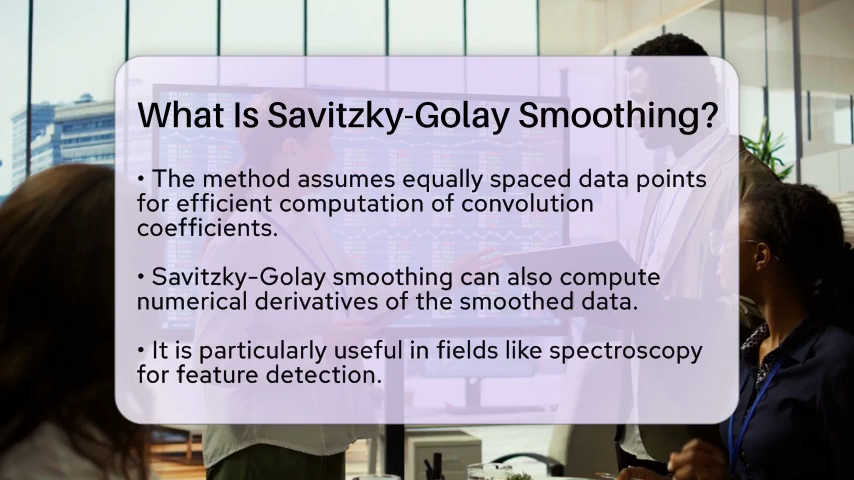 What Is Savitzky-Golay Smoothing?
• The method assumes equally spaced data points
for efficient computation of convolution
coefficients.
• Savitzky–Golay smoothing can also compute
numerical derivatives of the smoothed data.
• It is particularly useful in fields like spectroscopy
for feature detection.